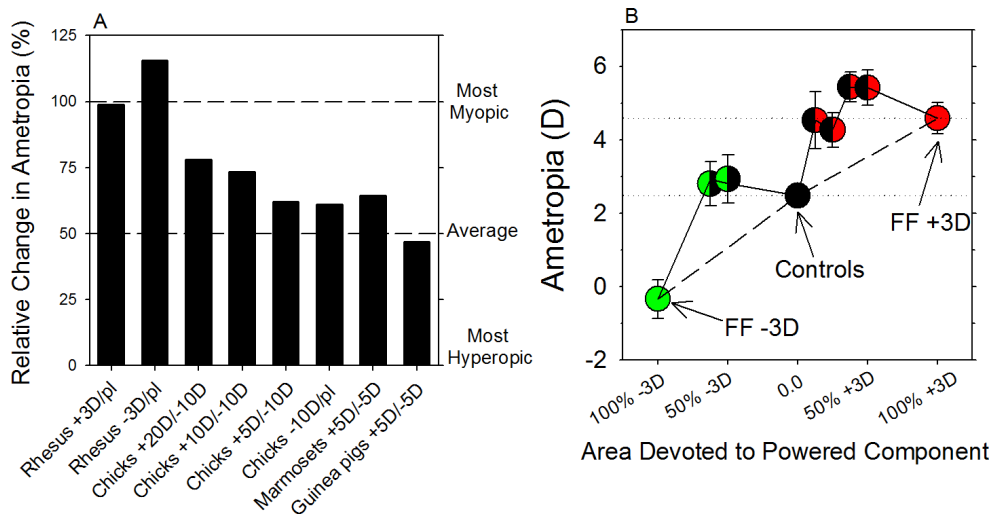 A
Relative Change in Ametropia (%)
125
100
75
50
25
0
Most
Myopic
Average
Most
Hyperopic
Rhesus +3D/pl
Rhesus -3D/pl
Chicks +20D/-10D
Chicks +10D/-10D
Chicks +5D/-10D
Chicks -10D/pl
Marmosets +5D/-5D
Guinea pigs +5D/-5D
B
Ametropia (D)
6
4
2
0
-2
FF +3D
Controls
FF -3D
100% -3D
50% -3D
0.0
50% +3D
100% +3D
Area Devoted to Powered Component